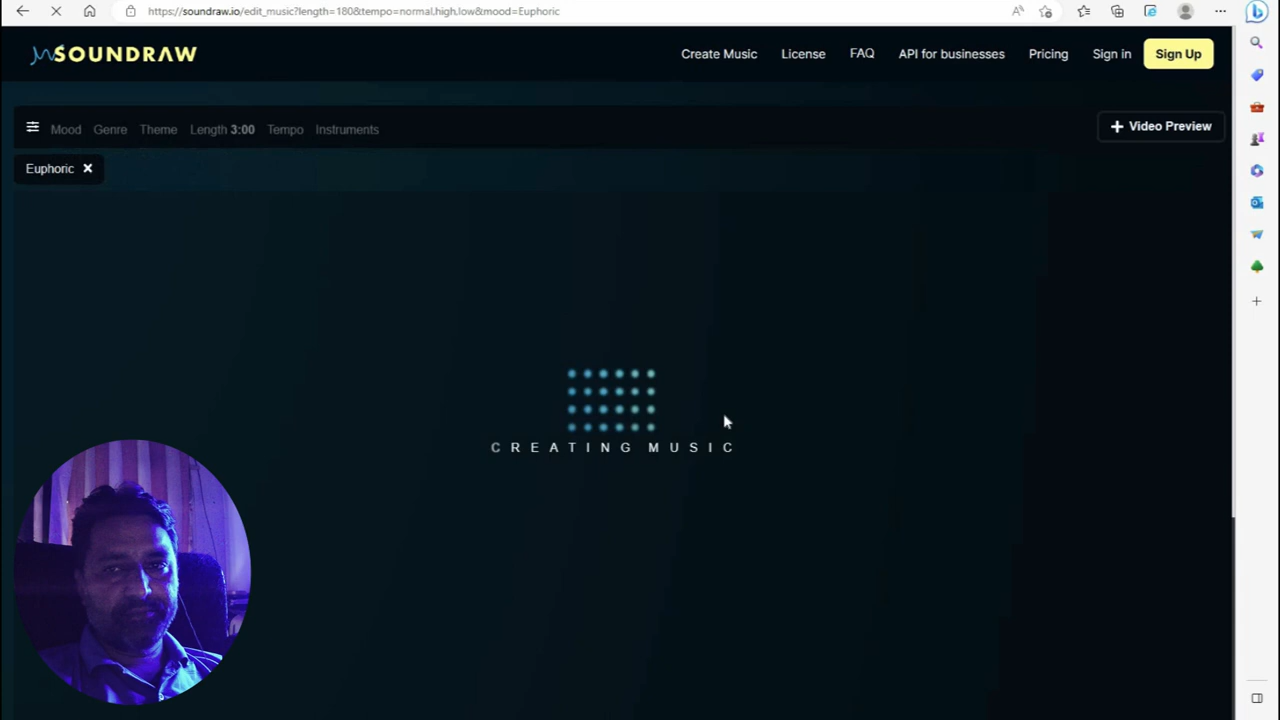 https://soundraw.io/edit_music?length=180&tempo=normal,high,low&mood=Euphoric
SOUNDRAW
Create Music
License
FAQ
API for businesses
Pricing
Sign in
Sign Up
Mood
Genre
Theme
Length 3:00
Tempo
Instruments
+ Video Preview
Euphoric
CREATING MUSIC